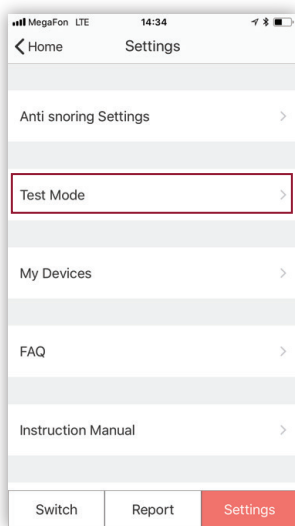 MegaFon LTE 14:34
Home Settings
Anti snoring Settings
Test Mode
My Devices
FAQ
Instruction Manual
Switch Report Settings